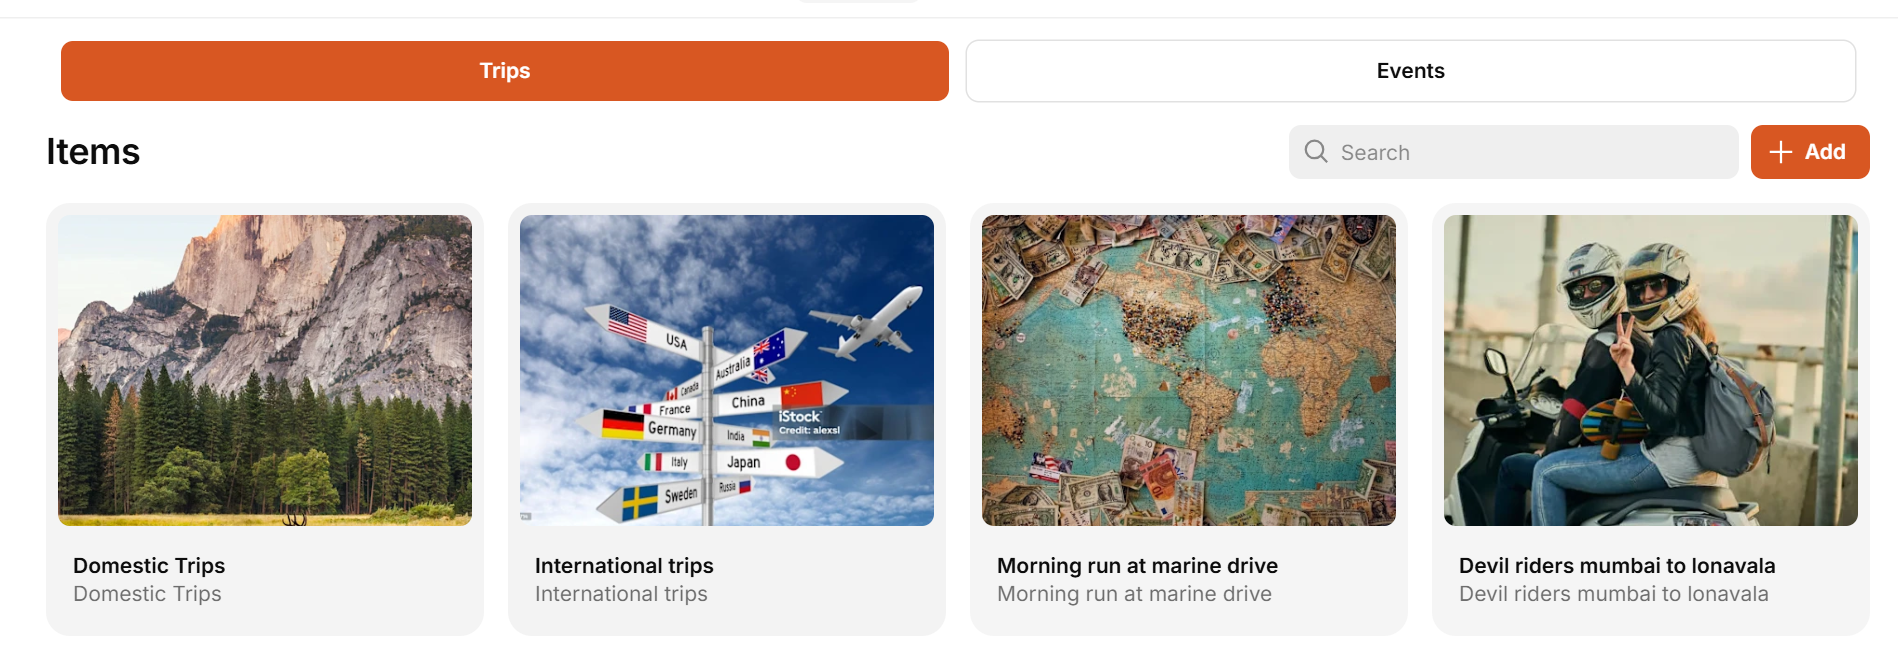 Trips
Events
Items
Search
Add
USA
Australia
Canada
France
China
iStock
Credit: alexsl
Germany
India
Italy
Japan
Sweden
Russia
Domestic Trips
Domestic Trips
International trips
International trips
Morning run at marine drive
Morning run at marine drive
Devil riders mumbai to lonavala
Devil riders mumbai to lonavala